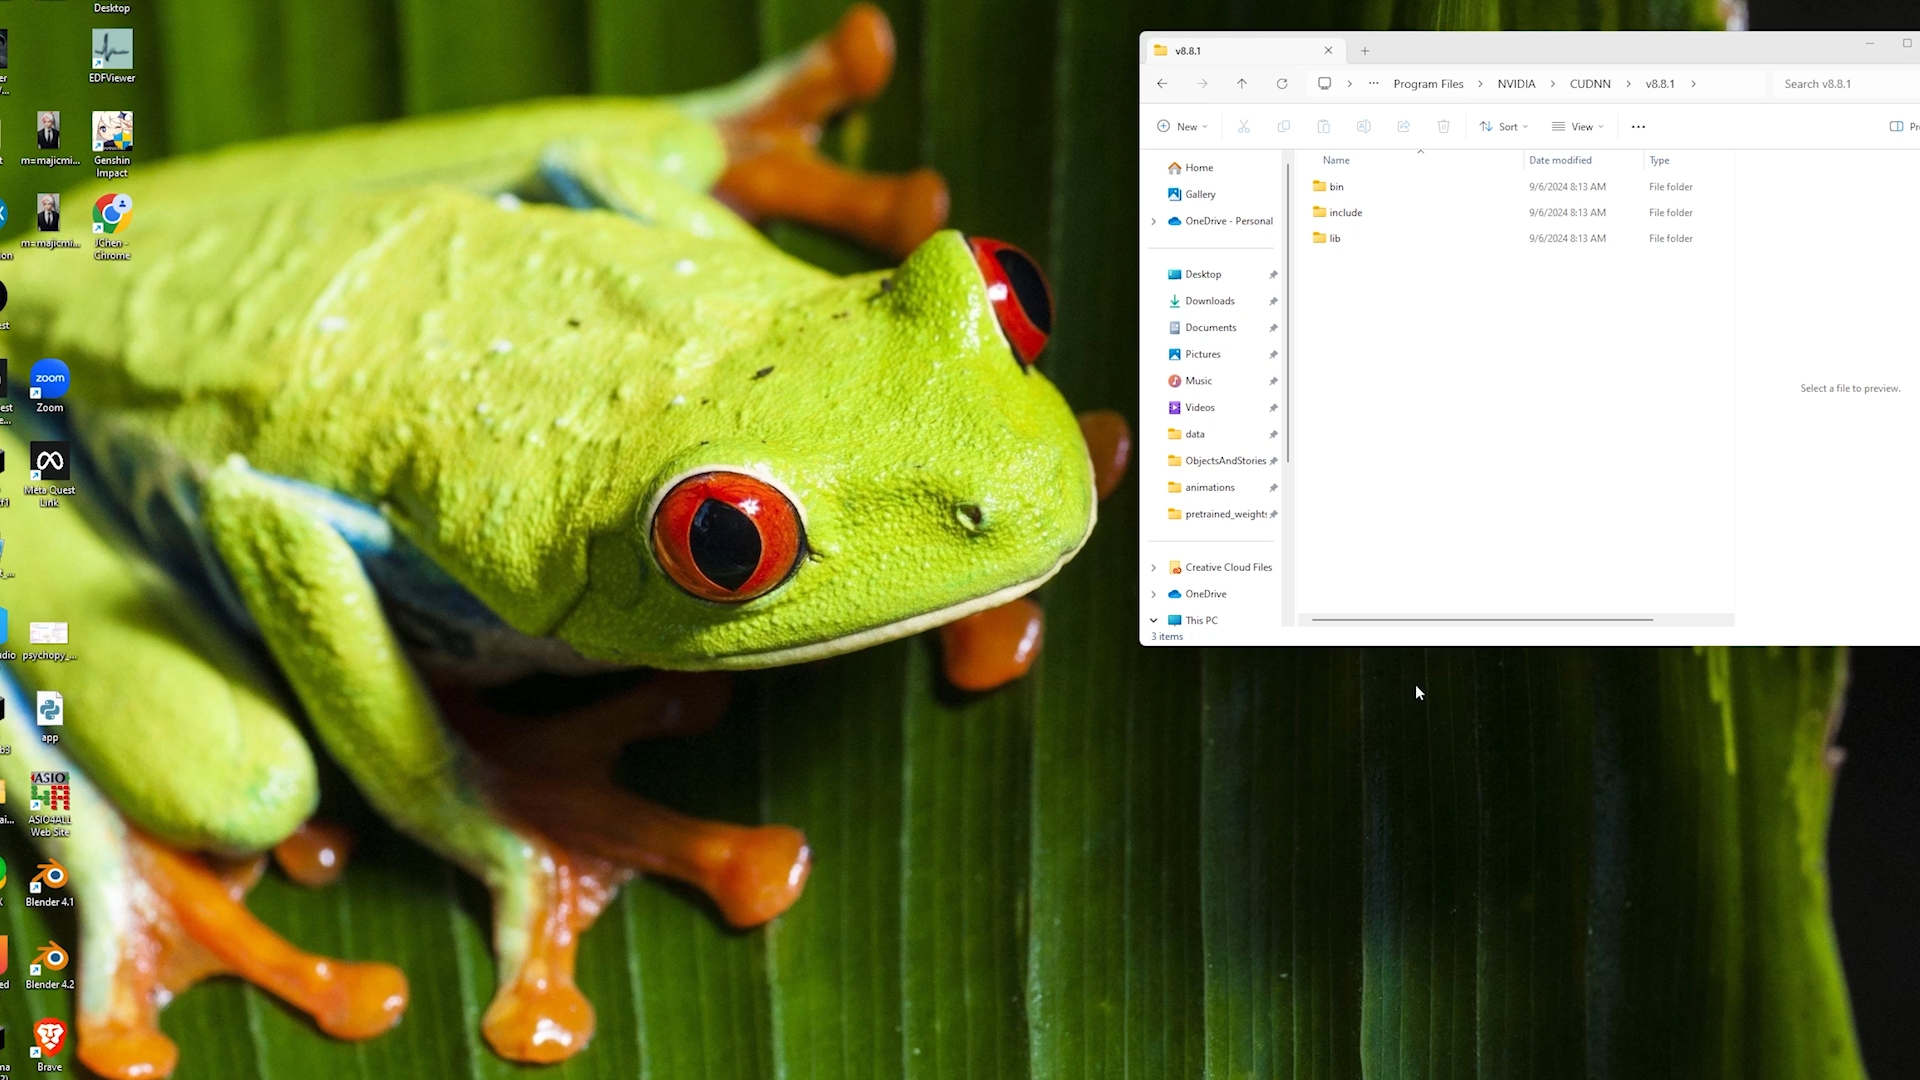 Desktop
EDFViewer
m=majicmi...
Genshin
Impact
m=majicmi...
JChen -
Chrome
zoom
Zoom
Meta Quest
Link
psychopy_...
app
ASIO
ASIO4ALL
Web Site
Blender 4.1
Blender 4.2
Brave
v8.8.1
Program Files
NVIDIA
CUDNN
v8.8.1
Search v8.8.1
New
Sort
View
Home
Gallery
OneDrive - Personal
Desktop
Downloads
Documents
Pictures
Music
Videos
data
ObjectsAndStories
animations
pretrained_weights
Creative Cloud Files
OneDrive
This PC
3 items
Name Date modified Type
bin 9/6/2024 8:13 AM File folder
include 9/6/2024 8:13 AM File folder
lib 9/6/2024 8:13 AM File folder
Select a file to preview.